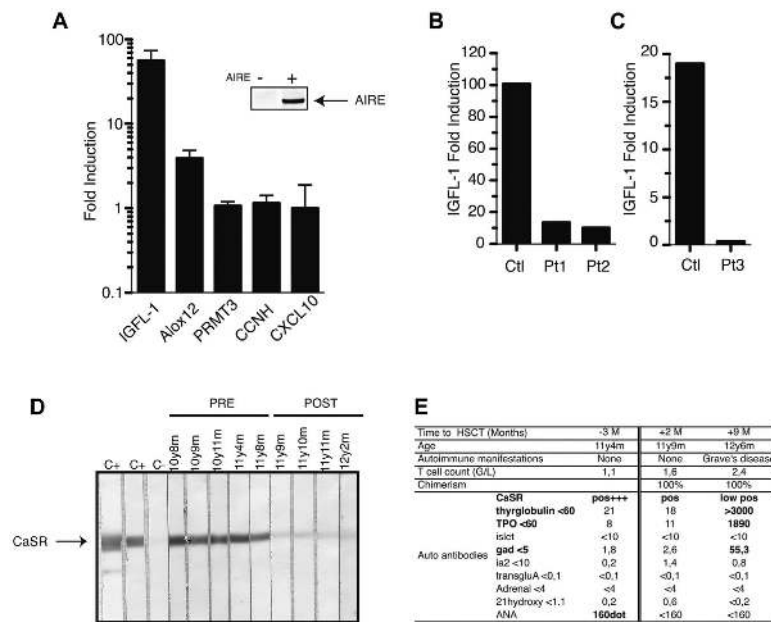 A
100
10
1
0.1
Fold Induction
AIRE - +
AIRE
IGFL-1
Alox12
PRMT3
CCNH
CXCL10
B
120
100
80
60
40
20
0
IGFL-1 Fold Induction
Ctl Pt1 Pt2
C
20
15
10
5
0
IGFL-1 Fold Induction
Ctl Pt3
D
PRE POST
C+ C+ C- 10y8m 10y9m 10y11m 11y4m 11y8m 11y9m 11y10m 11y11m 12y2m
CaSR
E
Time to HSCT (Months) -3 M +2 M +9 M
Age 11y4m 11y9m 12y6m
Autoimmune manifestations None None Grave's disease
T cell count (G/L) 1,1 1,6 2,4
Chimerism 100% 100%
Auto antibodies
CaSR pos+++ pos low pos
thyrglobulin <60 21 18 >3000
TPO <60 8 11 1890
islet <10 <10 <10
gad <5 1,8 2,6 55,3
ia2 <10 0,2 1,4 0,8
transgluA <0,1 <0,1 <0,1 <0,1
Adrenal <4 <4 <4 <4
21hydroxy <1.1 0,2 0,6 <0,2
ANA 160dot <160 <160